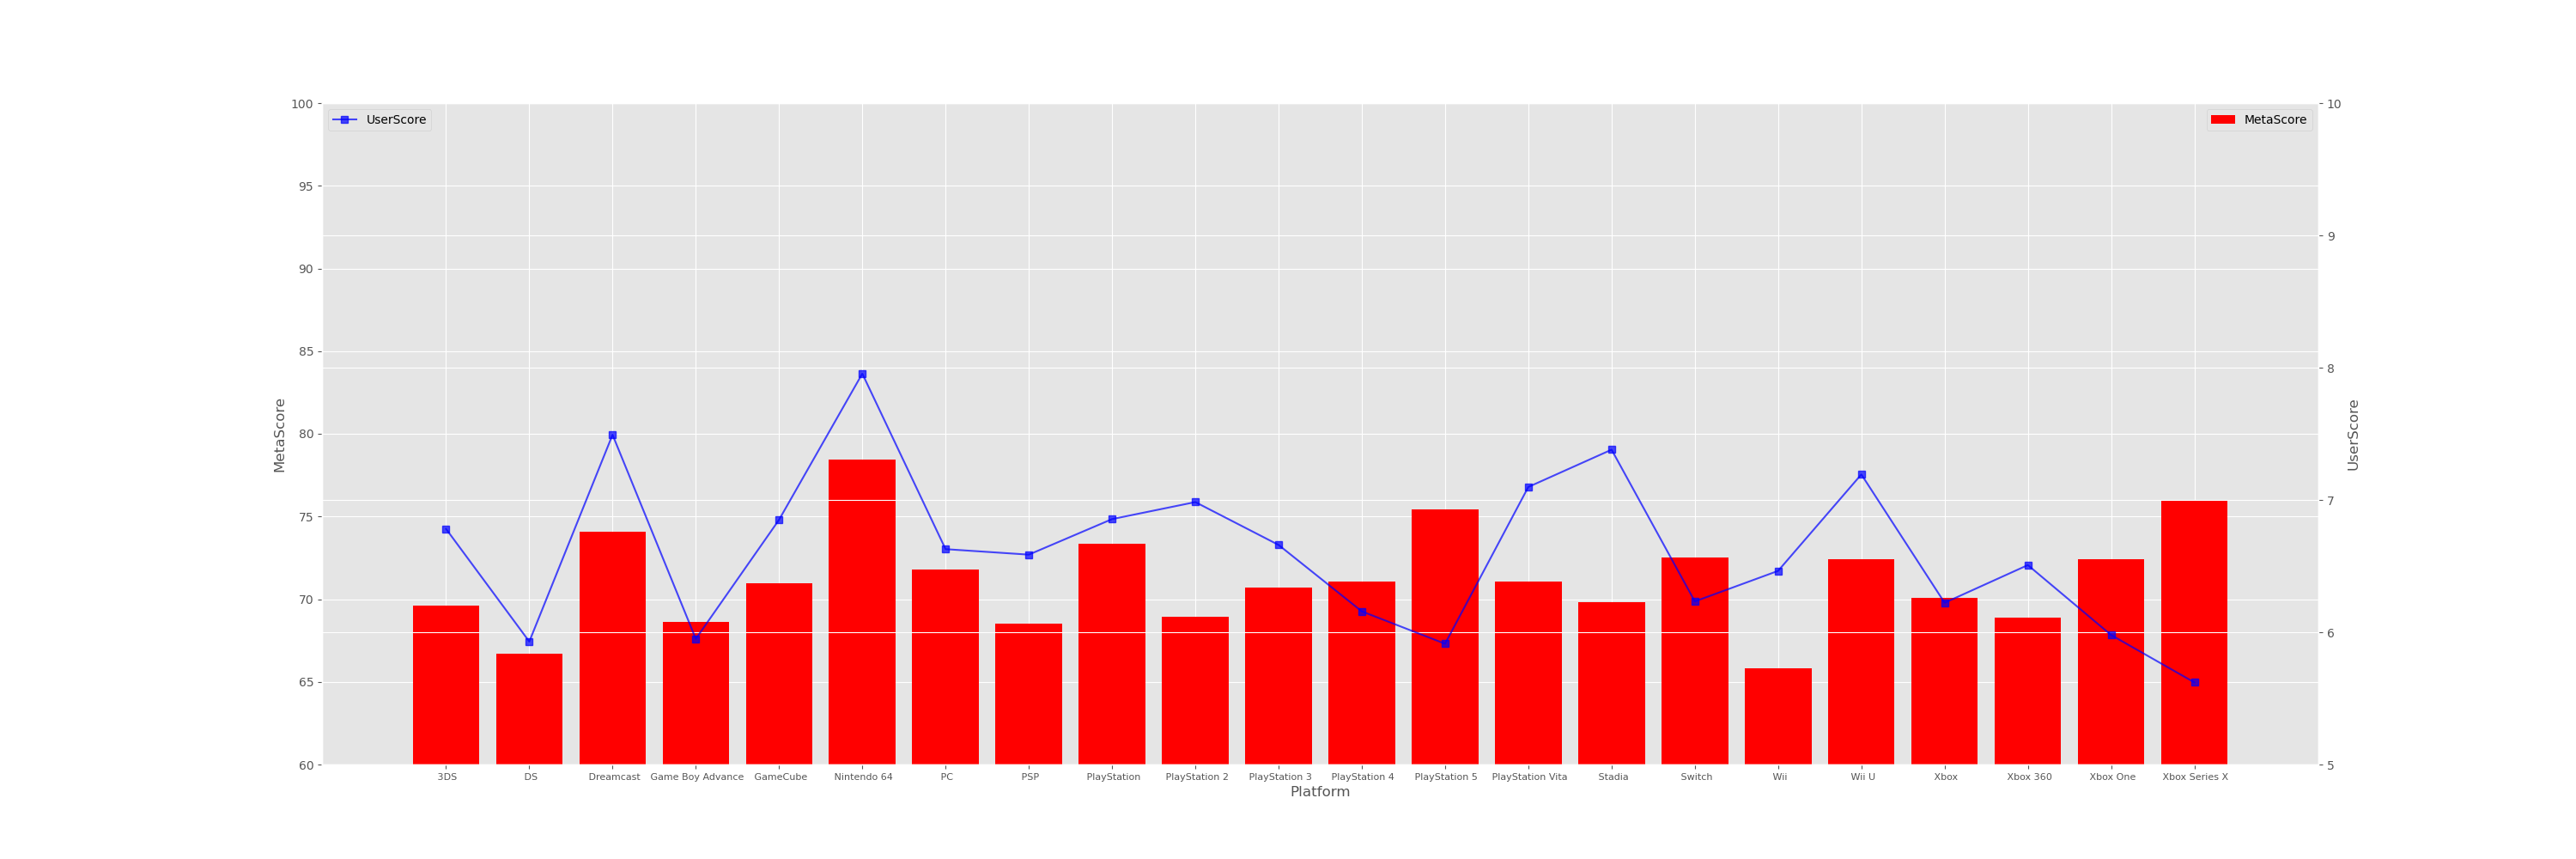 UserScore
MetaScore
100
95
90
85
80
75
70
65
60
MetaScore
10
9
8
7
6
5
UserScore
3DS DS Dreamcast Game Boy Advance GameCube Nintendo 64 PC PSP PlayStation PlayStation 2 PlayStation 3 PlayStation 4 PlayStation 5 PlayStation Vita Stadia Switch Wii Wii U Xbox Xbox 360 Xbox One Xbox Series X
Platform